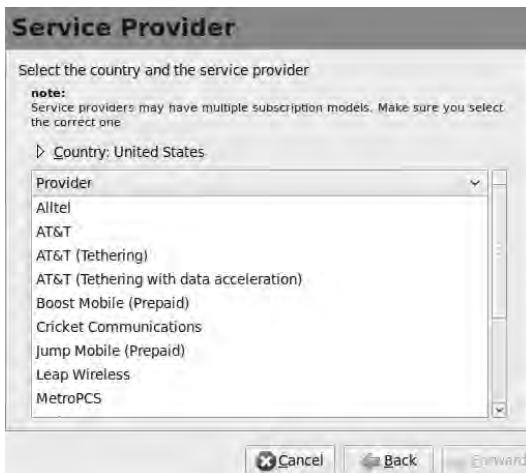 Service Provider
Select the country and the service provider
note:
Service providers may have multiple subscription models. Make sure you select
the correct one
Country: United States
Provider
Alltel
AT&T
AT&T (Tethering)
AT&T (Tethering with data acceleration)
Boost Mobile (Prepaid)
Cricket Communications
Jump Mobile (Prepaid)
Leap Wireless
MetroPCS
Cancel Back Forward